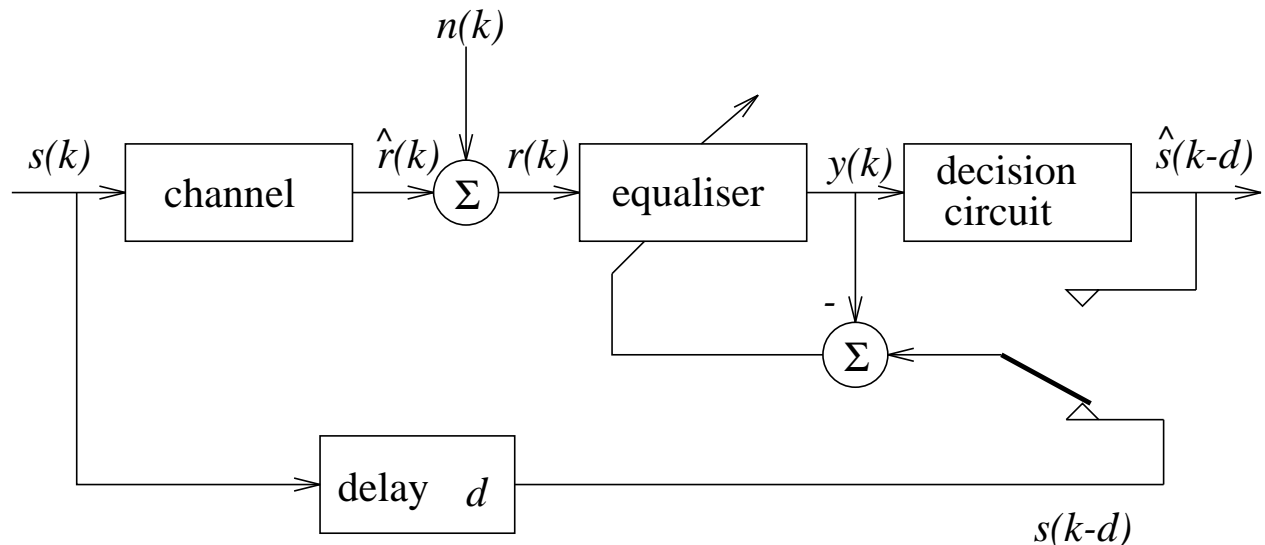 n(k)
s(k)
channel
r̂(k)
Σ
r(k)
equaliser
y(k)
decision
circuit
ŝ(k-d)
-
Σ
delay d
s(k-d)